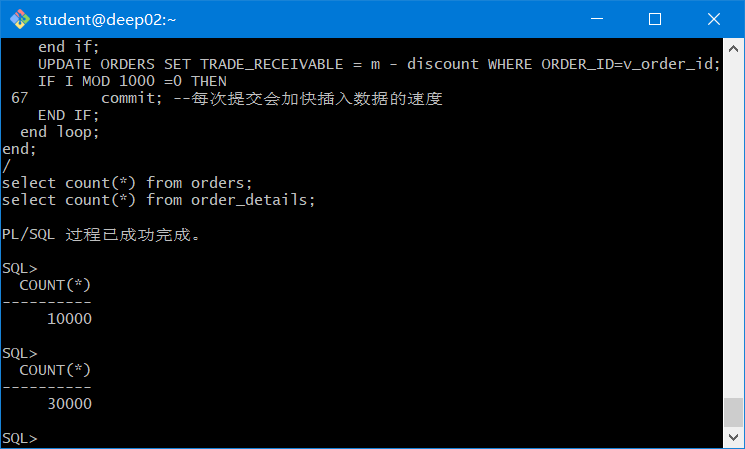 student@deep02:~
end if;
UPDATE ORDERS SET TRADE_RECEIVABLE = m - discount WHERE ORDER_ID=v_order_id;
IF I MOD 1000 =0 THEN
67 commit; --每次提交会加快插入数据的速度
END IF;
end loop;
end;
/
select count(*) from orders;
select count(*) from order_details;
PL/SQL 过程已成功完成。
SQL>
COUNT(*)
----------
10000
SQL>
COUNT(*)
----------
30000
SQL>